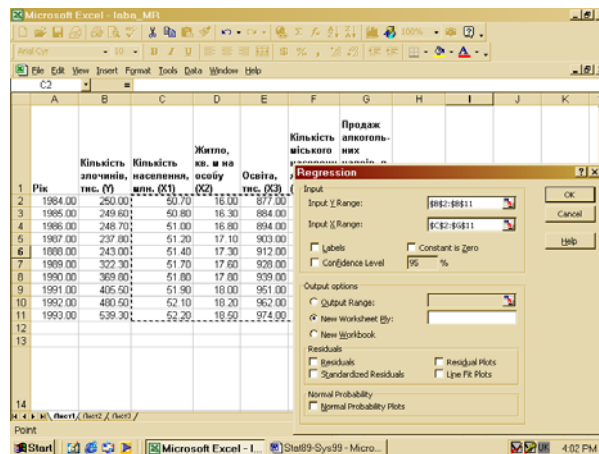 Microsoft Excel - laba_MR
Arial Cyr 10 B I U
100%
File Edit View Insert Format Tools Data Window Help
C2 =
A B C D E F G H I J K
1 Рік
Кількість злочинів, тис. (Y)
Кількість населення, млн. (X1)
Житло, кв. м на особу (X2)
Освіта, тис. (X3)
Кількість міського
Продаж алкоголь-них
2 1984.00 250.00 50.70 16.00 877.00
3 1985.00 249.60 50.80 16.30 884.00
4 1986.00 248.70 51.00 16.80 894.00
5 1987.00 237.80 51.20 17.10 903.00
6 1888.00 243.00 51.40 17.30 912.00
7 1989.00 322.30 51.70 17.60 928.00
8 1990.00 369.80 51.80 17.80 939.00
9 1991.00 405.50 51.90 18.00 951.00
10 1992.00 480.50 52.10 18.20 962.00
11 1993.00 539.30 52.20 18.50 974.00
12
13
14
Regression
Input
Input Y Range: $B$2:$B$11
Input X Range: $C$2:$G$11
Labels Constant is Zero
Confidence Level 95 %
OK
Cancel
Help
Output options
Output Range:
New Worksheet Ply:
New Workbook
Residuals
Residuals Residual Plots
Standardized Residuals Line Fit Plots
Normal Probability
Normal Probability Plots
Лист1 / Лист2 / Лист3 /
Point
Start Microsoft Excel - l... Stat89-Sys99 - Micro... UK 4:02 PM